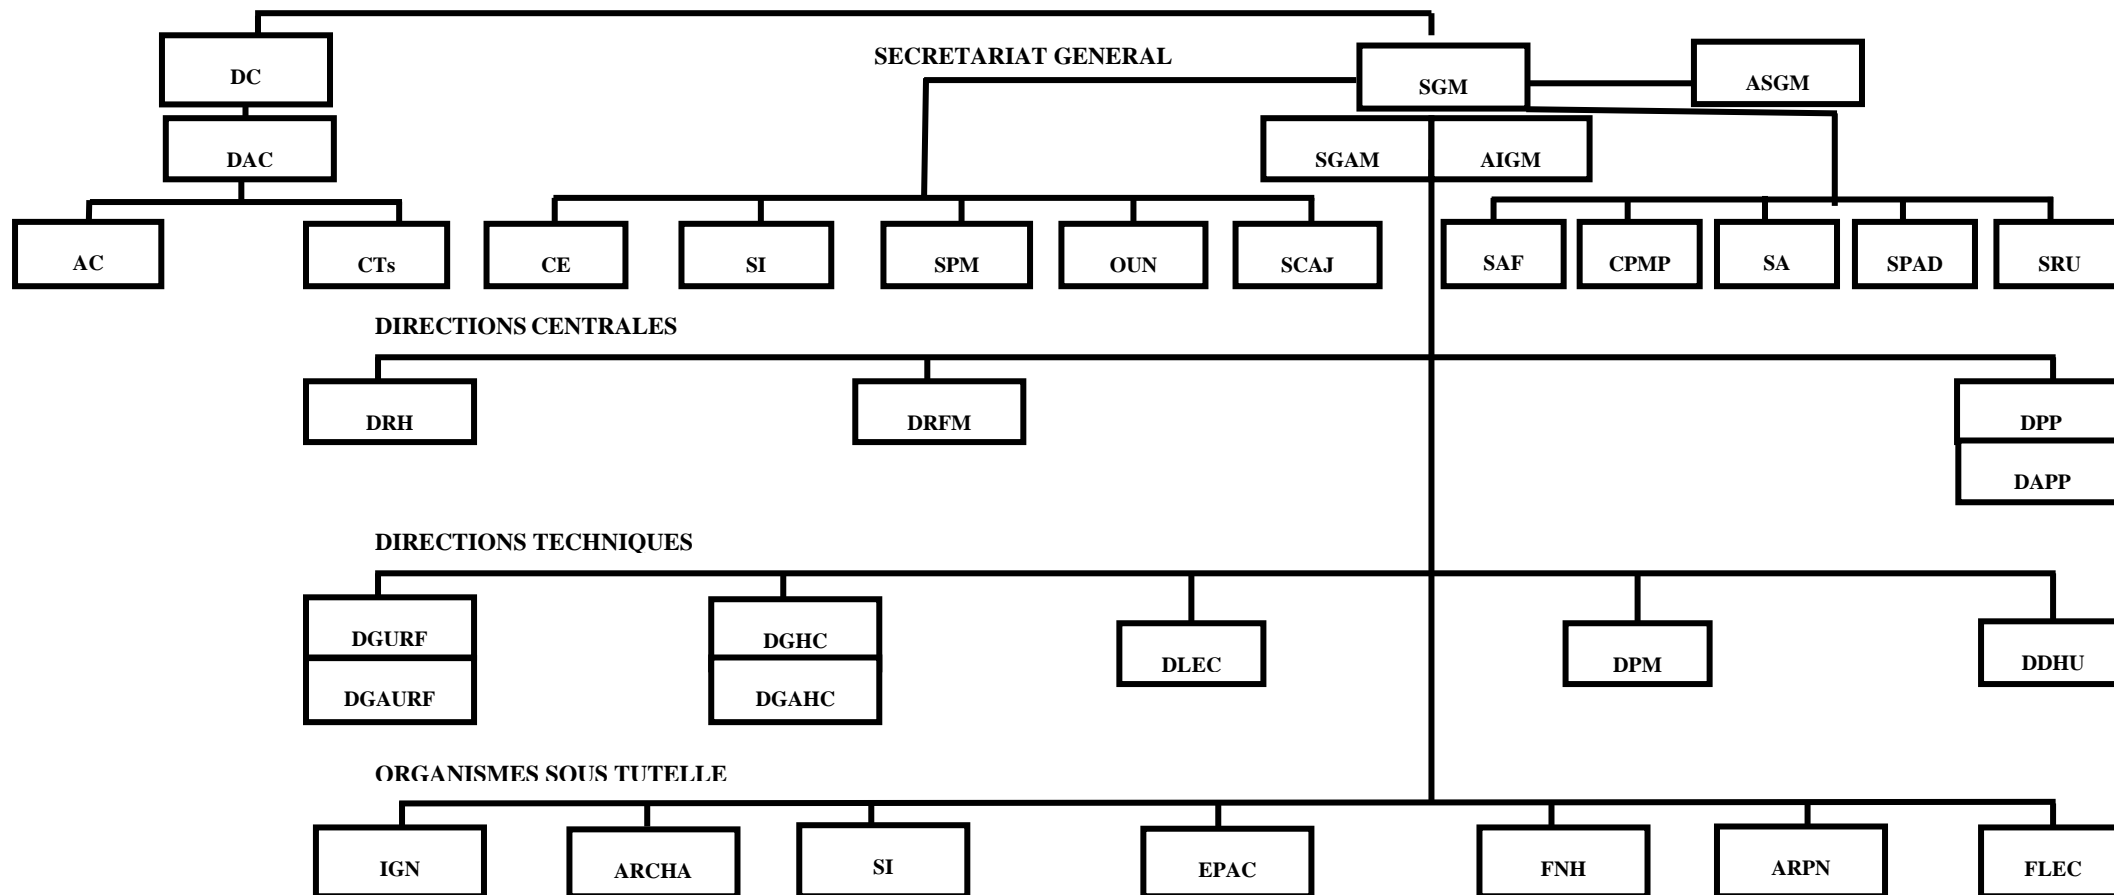 SECRETARIAT GENERAL
DC
SGM
ASGM
DAC
SGAM
AIGM
AC
CTs
CE
SI
SPM
OUN
SCAJ
SAF
CPMP
SA
SPAD
SRU
DIRECTIONS CENTRALES
DRH
DRFM
DPP
DAPP
DIRECTIONS TECHNIQUES
DGURF
DGHC
DLEC
DPM
DDHU
DGAURF
DGAHC
ORGANISMES SOUS TUTELLE
IGN
ARCHA
SI
EPAC
FNH
ARPN
FLEC